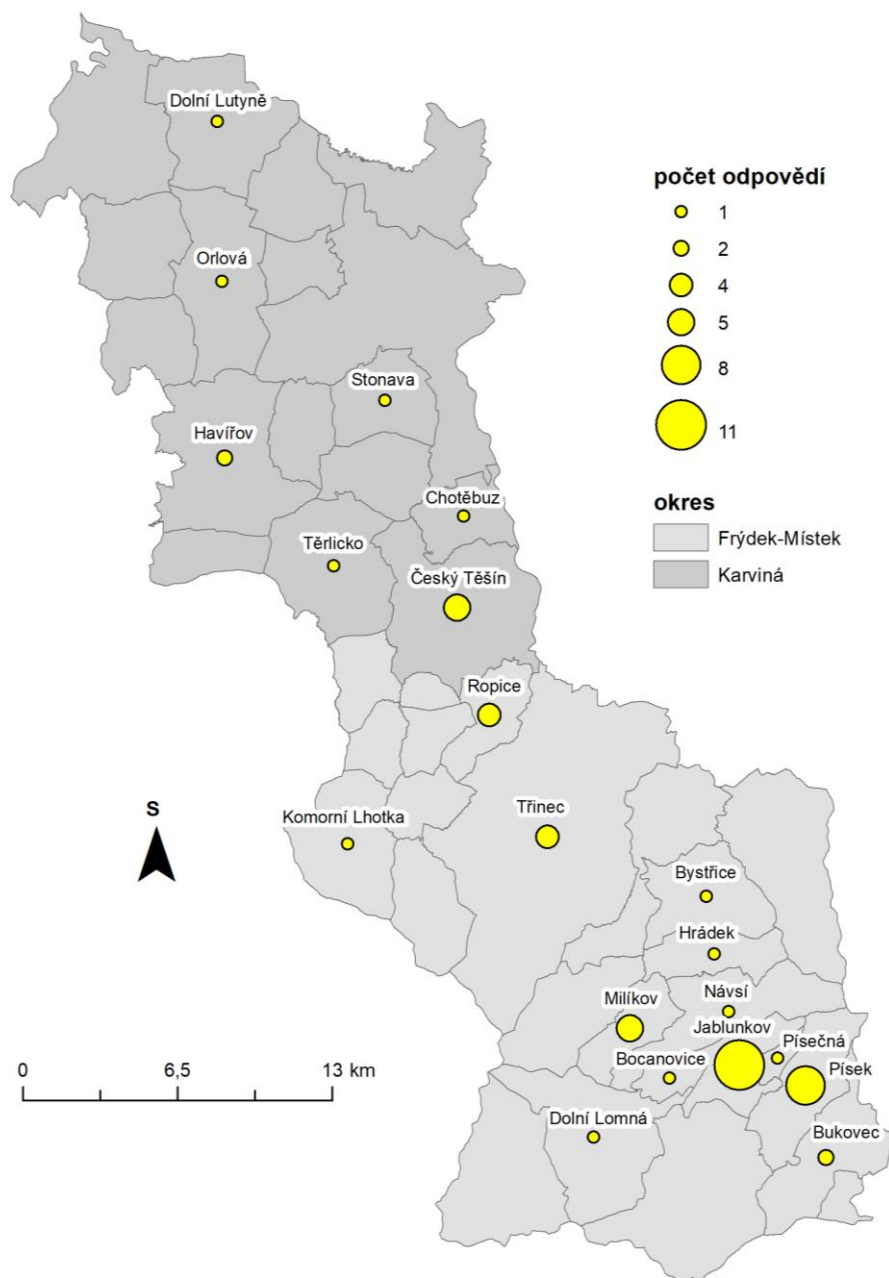 Dolní Lutyně
Orlová
Stonava
Havířov
Chotěbuz
Těrlicko
Český Těšín
Ropice
Komorní Lhotka
Třinec
Bystřice
Hrádek
Návsí
Milíkov
Jablunkov
Písečná
Bocanovice
Písek
Dolní Lomná
Bukovec
počet odpovědí
1
2
4
5
8
11
okres
Frýdek-Místek
Karviná
S
0 6,5 13 km